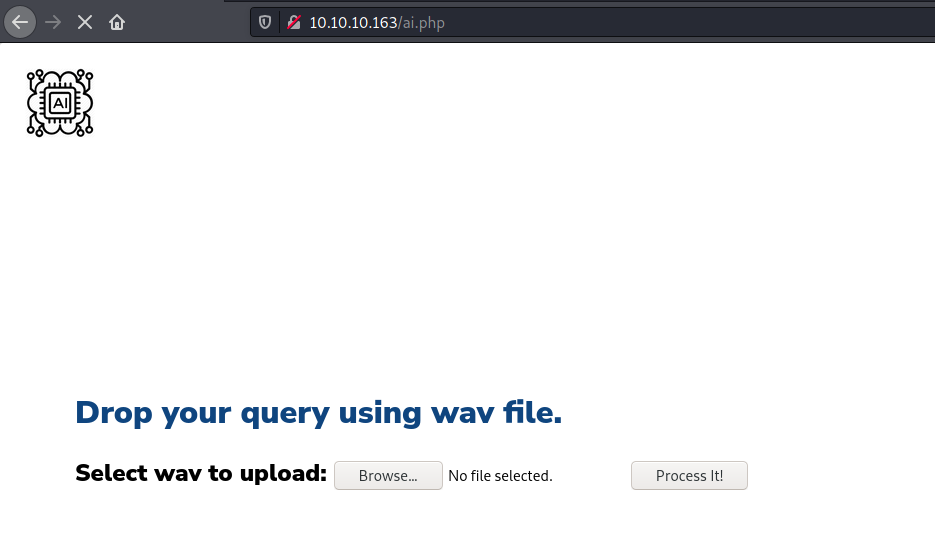 10.10.10.163/ai.php
AI
Drop your query using wav file.
Select wav to upload: Browse... No file selected. Process It!